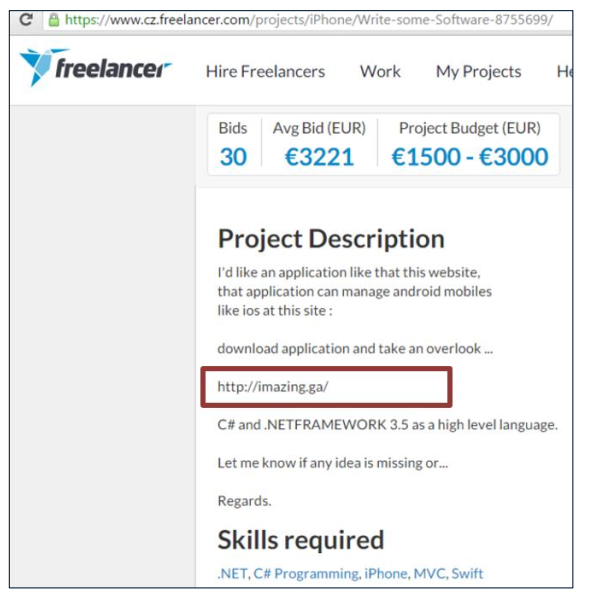 https://www.cz.freelancer.com/projects/iPhone/Write-some-Software-8755699/
freelancer
Hire Freelancers Work My Projects He
Bids Avg Bid (EUR) Project Budget (EUR)
30 €3221 €1500 - €3000
Project Description
I'd like an application like that this website,
that application can manage android mobiles
like ios at this site :
download application and take an overlook ...
http://imazing.ga/
C# and .NETFRAMEWORK 3.5 as a high level language.
Let me know if any idea is missing or...
Regards.
Skills required
.NET, C# Programming, iPhone, MVC, Swift